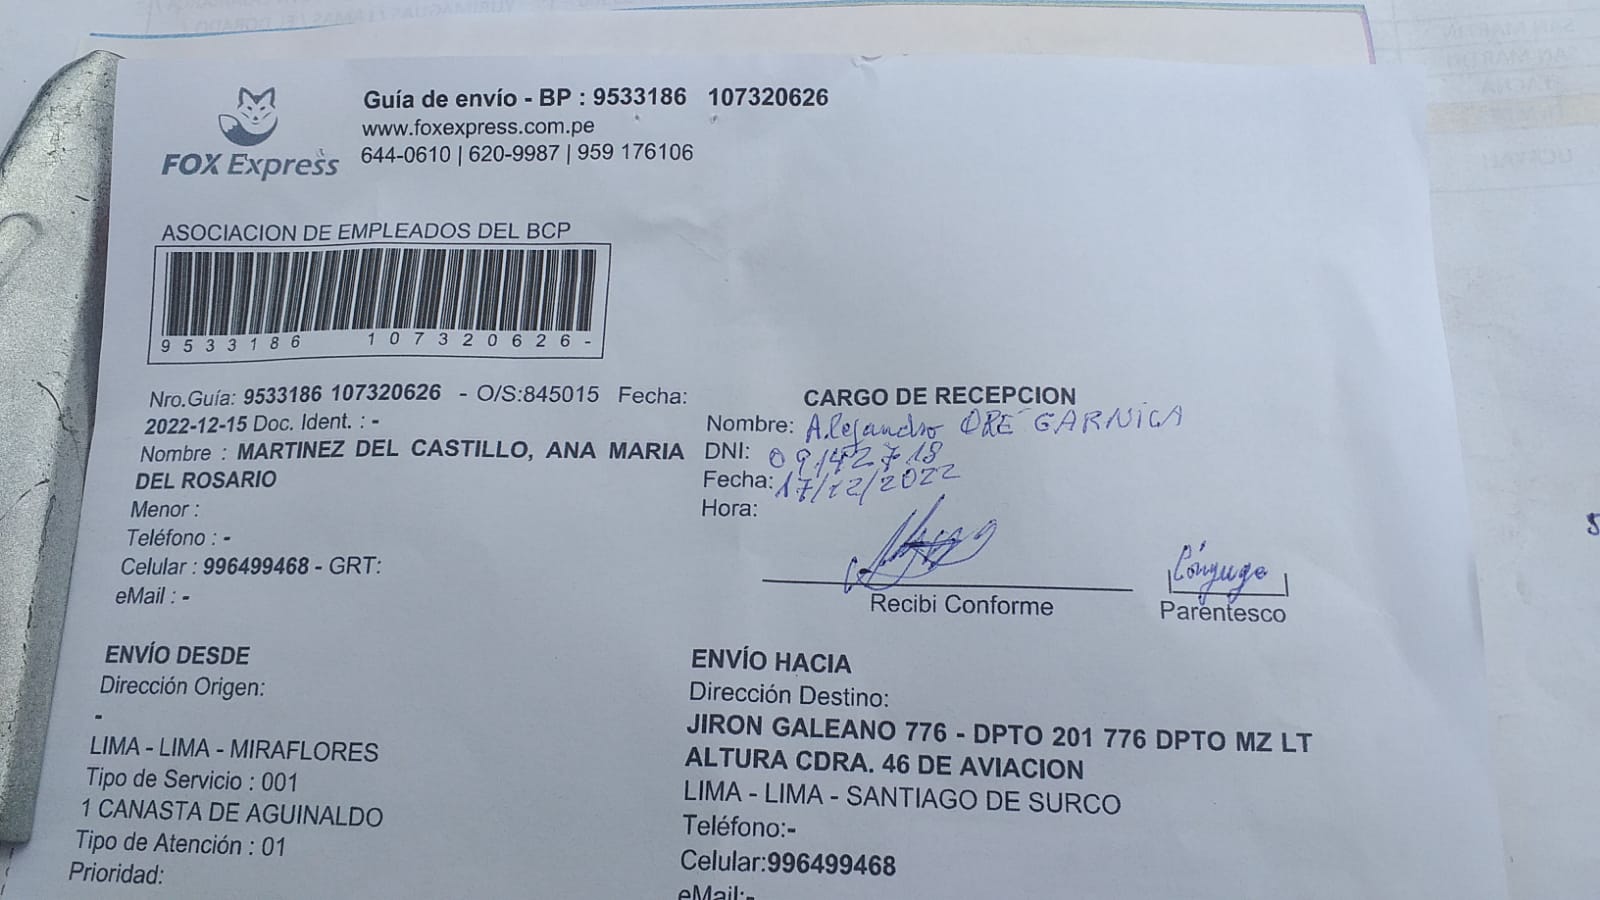 Guía de envío - BP : 9533186 107320626
www.foxexpress.com.pe
644-0610 | 620-9987 | 959 176106
FOX Express
ASOCIACION DE EMPLEADOS DEL BCP
9533186 107320626-
Nro.Guía: 9533186 107320626 - O/S:845015 Fecha:
2022-12-15 Doc. Ident. : -
Nombre : MARTINEZ DEL CASTILLO, ANA MARIA
DEL ROSARIO
Menor :
Teléfono : -
Celular : 996499468 - GRT:
eMail : -
CARGO DE RECEPCION
Nombre: Alejandro ORÉ GARNICA
DNI: 09142718
Fecha: 17/12/2022
Hora:
Recibi Conforme
Cónyuge
Parentesco
ENVÍO DESDE
Dirección Origen:
-
LIMA - LIMA - MIRAFLORES
Tipo de Servicio : 001
1 CANASTA DE AGUINALDO
Tipo de Atención : 01
Prioridad:
ENVÍO HACIA
Dirección Destino:
JIRON GALEANO 776 - DPTO 201 776 DPTO MZ LT
ALTURA CDRA. 46 DE AVIACION
LIMA - LIMA - SANTIAGO DE SURCO
Teléfono:-
Celular:996499468
eMail:-